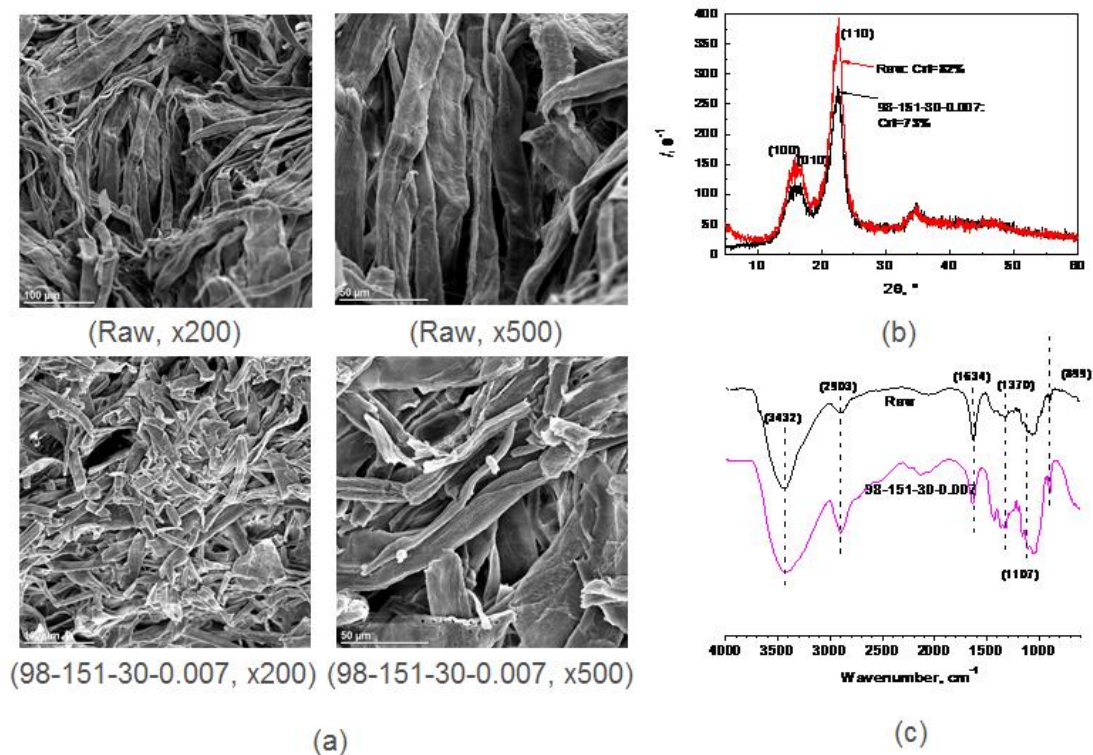 100 µm
50 µm
(Raw, x200)
(Raw, x500)
50 µm
(98-151-30-0.007, x200)
(98-151-30-0.007, x500)
(a)
400
350
300
250
200
150
100
50
0
I, s⁻¹
(110)
Raw: CrI=82%
98-151-30-0.007:
CrI=73%
(100)
(010)
10 20 30 40 50 60
2θ, °
(b)
(3432)
(2903)
Raw
(1634)
(1370)
(899)
98-151-30-0.007
(1107)
4000 3500 3000 2500 2000 1500 1000
Wavenumber, cm⁻¹
(c)